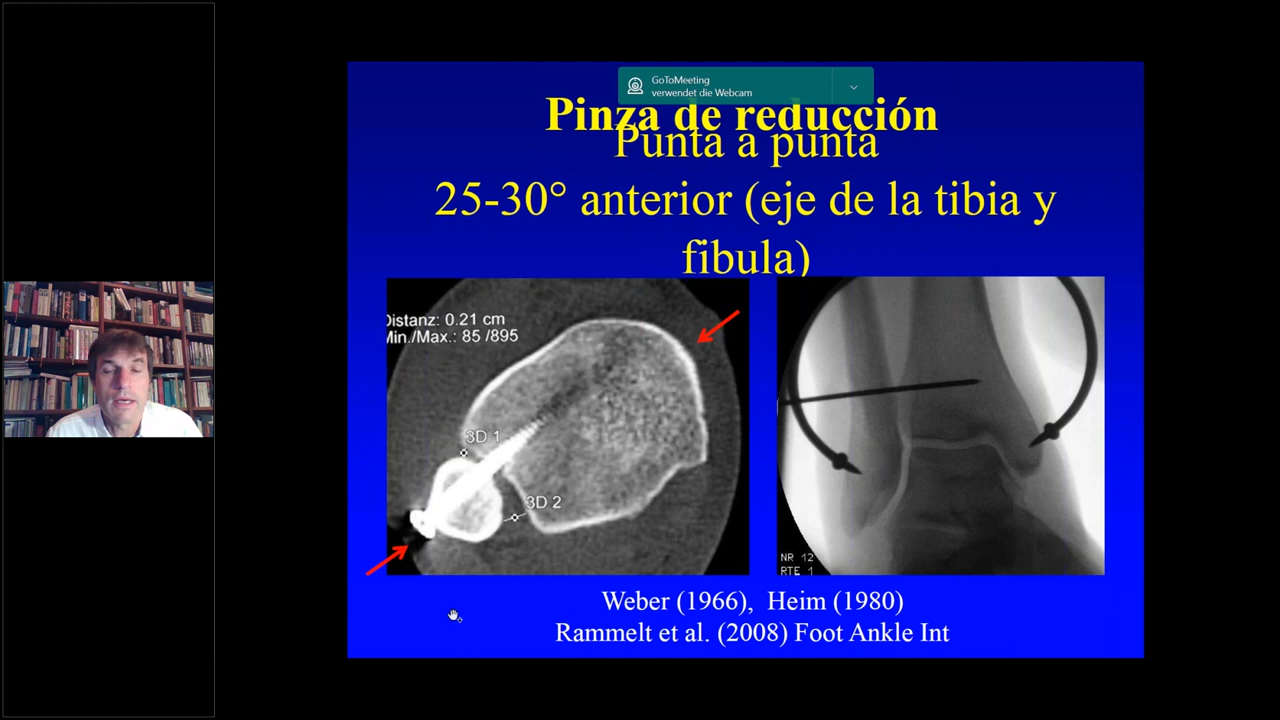 GoToMeeting
verwendet die Webcam
Pinza de reducción
Punta a punta
25-30° anterior (eje de la tibia y
fibula)
Distanz: 0.21 cm
Min./Max.: 85 /895
3D 1
3D 2
NR 12
RTE 1
Weber (1966), Heim (1980)
Rammelt et al. (2008) Foot Ankle Int